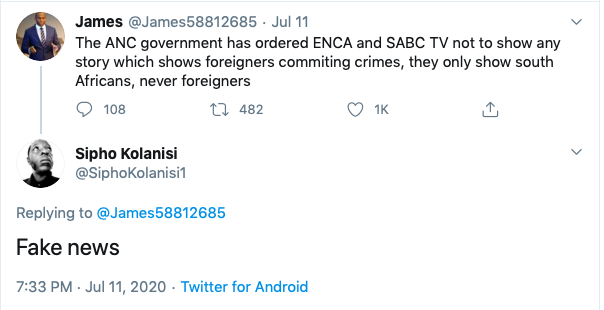 James @James58812685 · Jul 11
The ANC government has ordered ENCA and SABC TV not to show any
story which shows foreigners commiting crimes, they only show south
Africans, never foreigners
108 482 1K
Sipho Kolanisi
@SiphoKolanisi1
Replying to @James58812685
Fake news
7:33 PM · Jul 11, 2020 · Twitter for Android